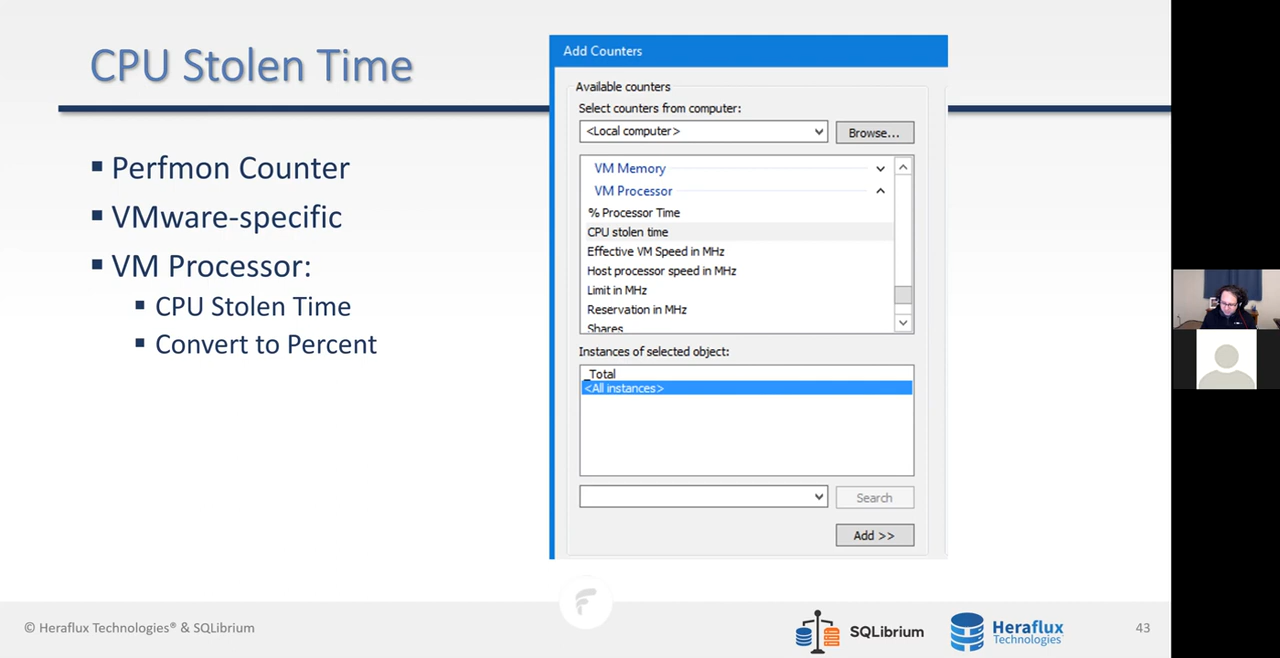 CPU Stolen Time
Perfmon Counter
VMware-specific
VM Processor:
CPU Stolen Time
Convert to Percent
Add Counters
Available counters
Select counters from computer:
<Local computer>
Browse...
VM Memory
VM Processor
% Processor Time
CPU stolen time
Effective VM Speed in MHz
Host processor speed in MHz
Limit in MHz
Reservation in MHz
Shares
Instances of selected object:
_Total
<All instances>
Search
Add >>
© Heraflux Technologies® & SQLibrium
SQLibrium
Heraflux
Technologies
43